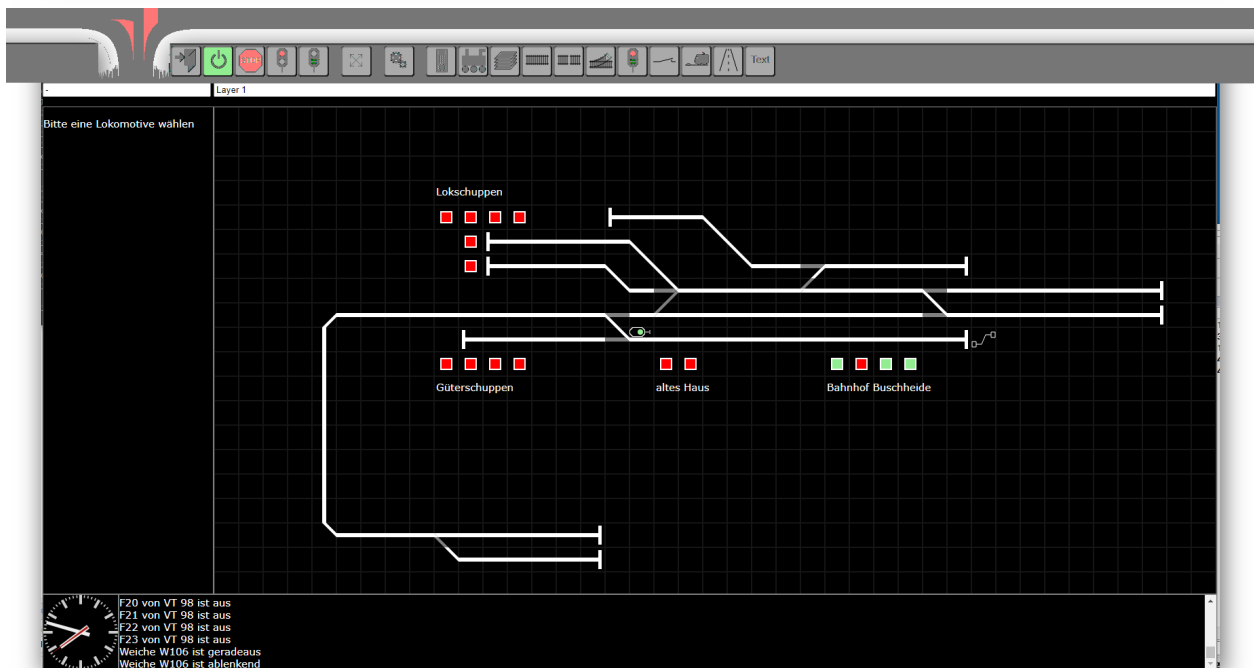 STOP
Text
-
Layer 1
Bitte eine Lokomotive wählen
Lokschuppen
Güterschuppen
altes Haus
Bahnhof Buschheide
F20 von VT 98 ist aus
F21 von VT 98 ist aus
F22 von VT 98 ist aus
F23 von VT 98 ist aus
Weiche W106 ist geradeaus
Weiche W106 ist ablenkend